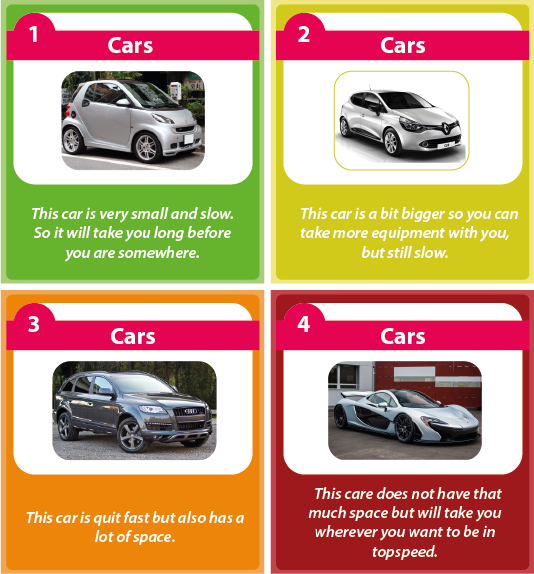 1
Cars
This car is very small and slow.
So it will take you long before
you are somewhere.
2
Cars
This car is a bit bigger so you can
take more equipment with you,
but still slow.
3
Cars
This car is quit fast but also has a
lot of space.
4
Cars
This care does not have that
much space but will take you
wherever you want to be in
topspeed.